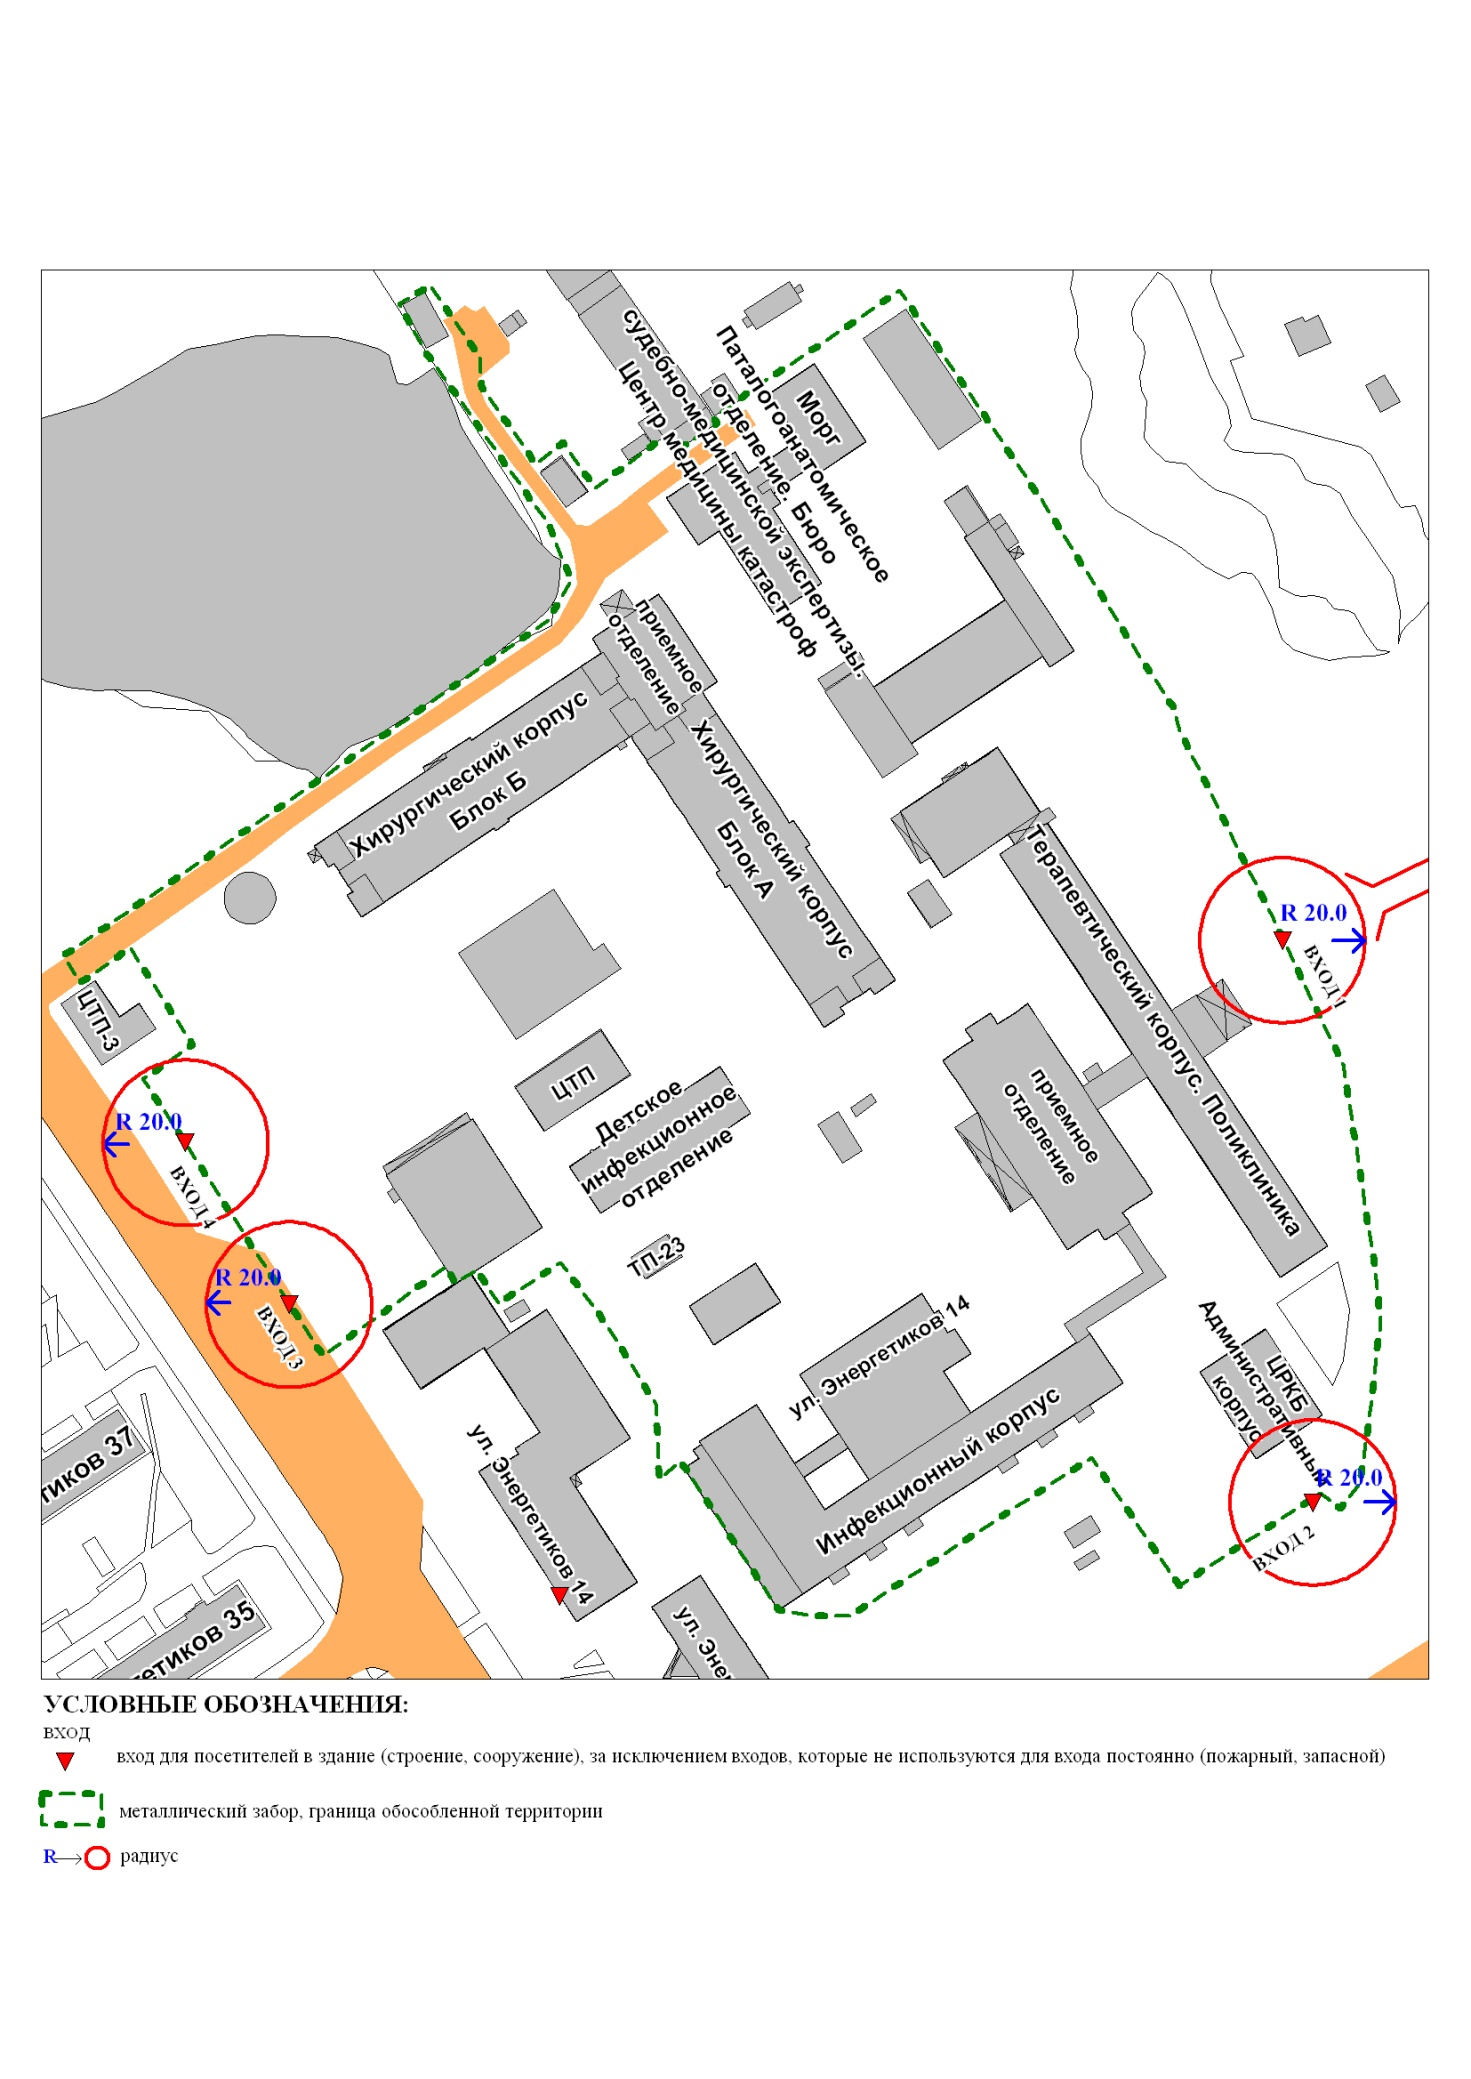 судебно-медицинской экспертизы.
Центр медицины катастроф
Паталогоанатомическое
отделение. Бюро
Морг
приемное
отделение
Хирургический корпус
Блок Б
Хирургический корпус
Блок А
Терапевтический корпус. Поликлиника
R 20.0
ВХОД 1
ЦТП-3
R 20.0
ВХОД 4
ЦТП
Детское
инфекционное
отделение
приемное
отделение
ТП-23
R 20.0
ВХОД 3
ул. Энергетиков 14
Инфекционный корпус
ЦРКБ
Административный
корпус
R 20.0
ВХОД 2
ул. Энергетиков 14
ул. Энер
тиков 37
гетиков 35
УСЛОВНЫЕ ОБОЗНАЧЕНИЯ:
ВХОД
вход для посетителей в здание (строение, сооружение), за исключением входов, которые не используются для входа постоянно (пожарный, запасной)
металлический забор, граница обособленной территории
R радиус